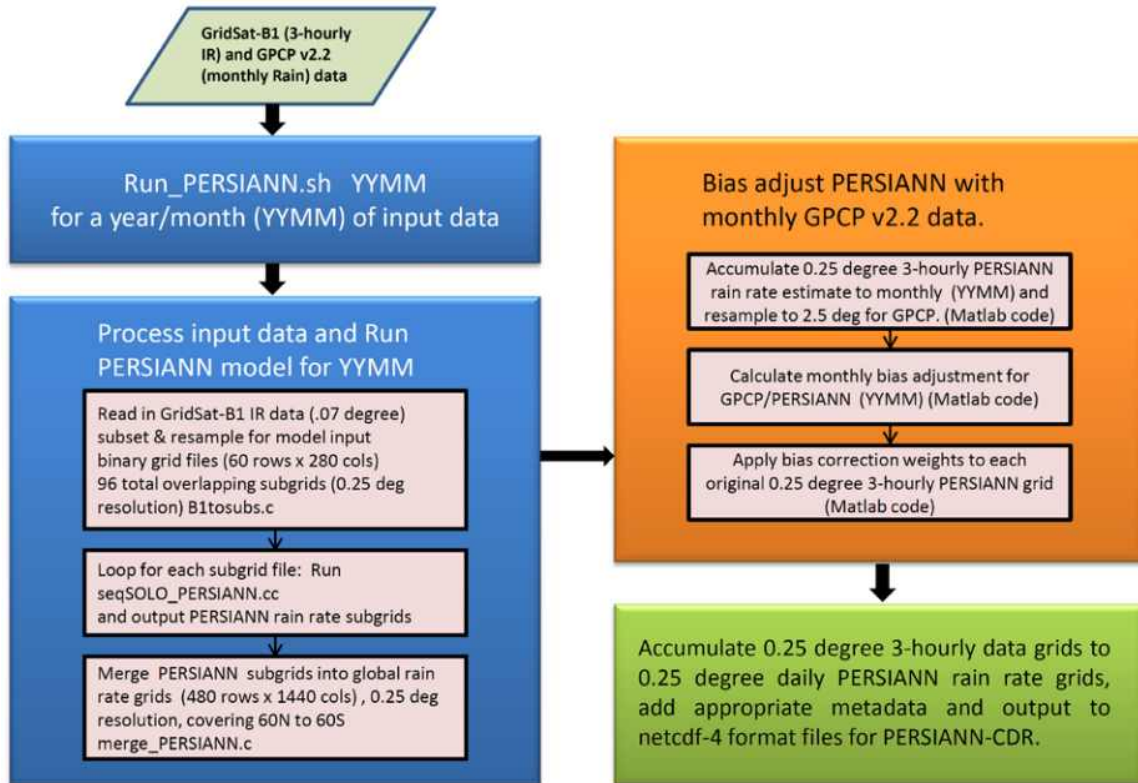 GridSat-B1 (3-hourly
IR) and GPCP v2.2
(monthly Rain) data
Run_PERSIANN.sh YYMM
for a year/month (YYMM) of input data
Process input data and Run
PERSIANN model for YYMM
Read in GridSat-B1 IR data (.07 degree)
subset & resample for model input
binary grid files (60 rows x 280 cols)
96 total overlapping subgrids (0.25 deg
resolution) B1tosubs.c
Loop for each subgrid file: Run
seqSOLO_PERSIANN.cc
and output PERSIANN rain rate subgrids
Merge PERSIANN subgrids into global rain
rate grids (480 rows x 1440 cols) , 0.25 deg
resolution, covering 60N to 60S
merge_PERSIANN.c
Bias adjust PERSIANN with
monthly GPCP v2.2 data.
Accumulate 0.25 degree 3-hourly PERSIANN
rain rate estimate to monthly (YYMM) and
resample to 2.5 deg for GPCP. (Matlab code)
Calculate monthly bias adjustment for
GPCP/PERSIANN (YYMM) (Matlab code)
Apply bias correction weights to each
original 0.25 degree 3-hourly PERSIANN grid
(Matlab code)
Accumulate 0.25 degree 3-hourly data grids to
0.25 degree daily PERSIANN rain rate grids,
add appropriate metadata and output to
netcdf-4 format files for PERSIANN-CDR.